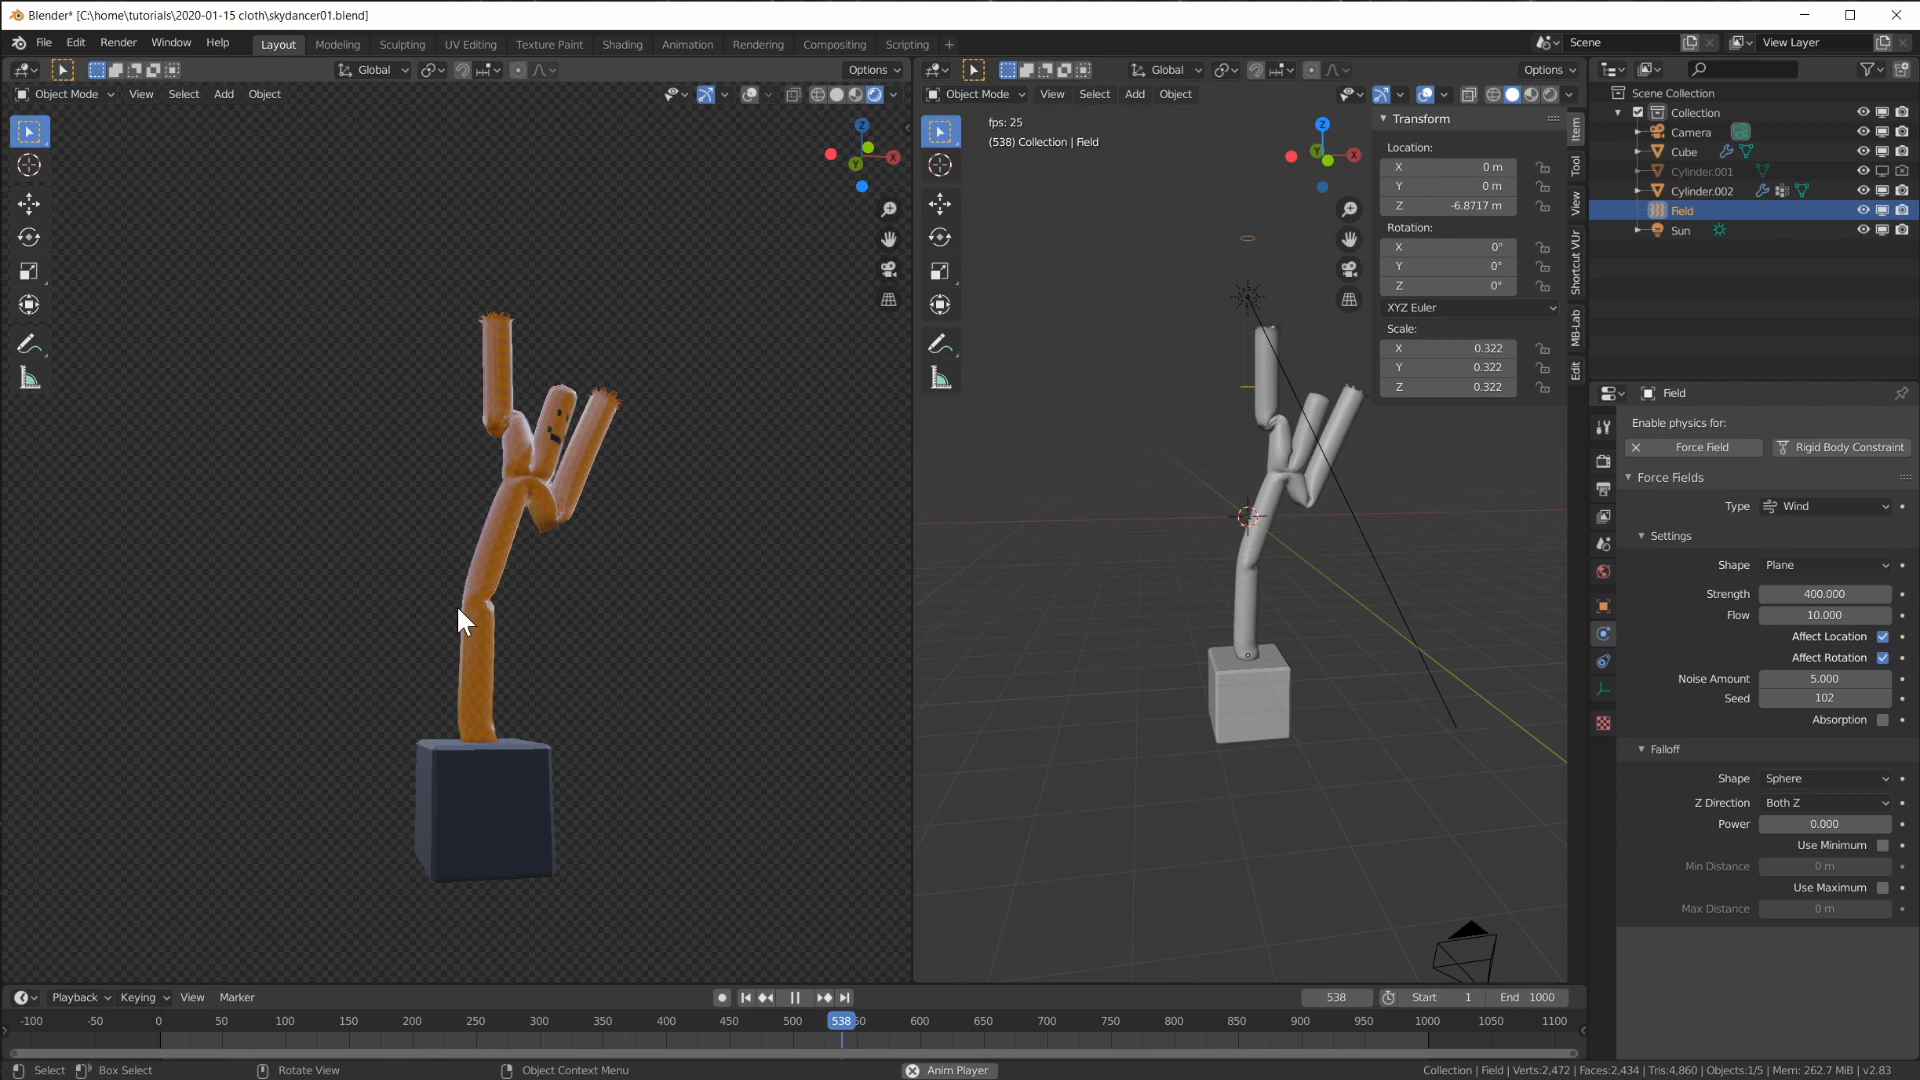 Blender* [C:\home\tutorials\2020-01-15 cloth\skydancer01.blend]
File Edit Render Window Help Layout Modeling Sculpting UV Editing Texture Paint Shading Animation Rendering Compositing Scripting + Scene View Layer
Global Options Global Options
Object Mode View Select Add Object Object Mode View Select Add Object
Z X Y
fps: 25
(538) Collection | Field
Z X Y
Transform
Location:
X 0 m
Y 0 m
Z -6.8717 m
Rotation:
X 0°
Y 0°
Z 0°
XYZ Euler
Scale:
X 0.322
Y 0.322
Z 0.322
Item
Tool
View
Shortcut VUr
MB-Lab
Edit
Scene Collection
Collection
Camera
Cube
Cylinder.001
Cylinder.002
Field
Sun
Field
Enable physics for:
Force Field Rigid Body Constraint
Force Fields
Type Wind
Settings
Shape Plane
Strength 400.000
Flow 10.000
Affect Location
Affect Rotation
Noise Amount 5.000
Seed 102
Absorption
Falloff
Shape Sphere
Z Direction Both Z
Power 0.000
Use Minimum
Min Distance 0 m
Use Maximum
Max Distance 0 m
Playback Keying View Marker 538 Start 1 End 1000
-100 -50 0 50 100 150 200 250 300 350 400 450 500 538 50 600 650 700 750 800 850 900 950 1000 1050 1100
Select Box Select Rotate View Object Context Menu Anim Player Collection | Field | Verts:2,472 | Faces:2,434 | Tris:4,860 | Objects:1/5 | Mem: 262.7 MiB | v2.83